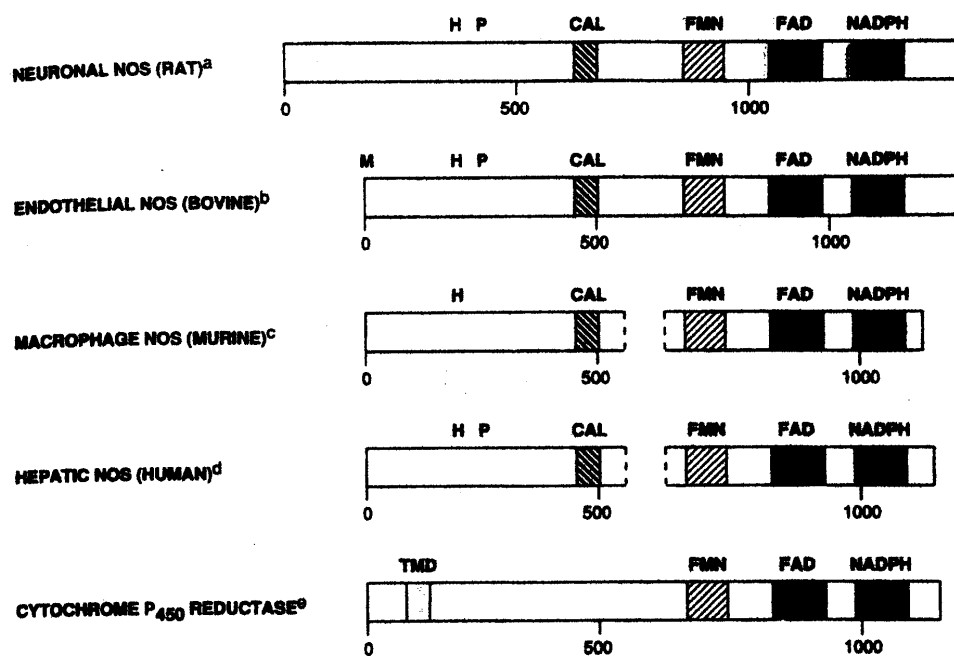 H P CAL FMN FAD NADPH
NEURONAL NOS (RAT)a
0 500 1000
M H P CAL FMN FAD NADPH
ENDOTHELIAL NOS (BOVINE)b
0 500 1000
H CAL FMN FAD NADPH
MACROPHAGE NOS (MURINE)c
0 500 1000
H P CAL FMN FAD NADPH
HEPATIC NOS (HUMAN)d
0 500 1000
TMD FMN FAD NADPH
CYTOCHROME P450 REDUCTASEe
0 500 1000